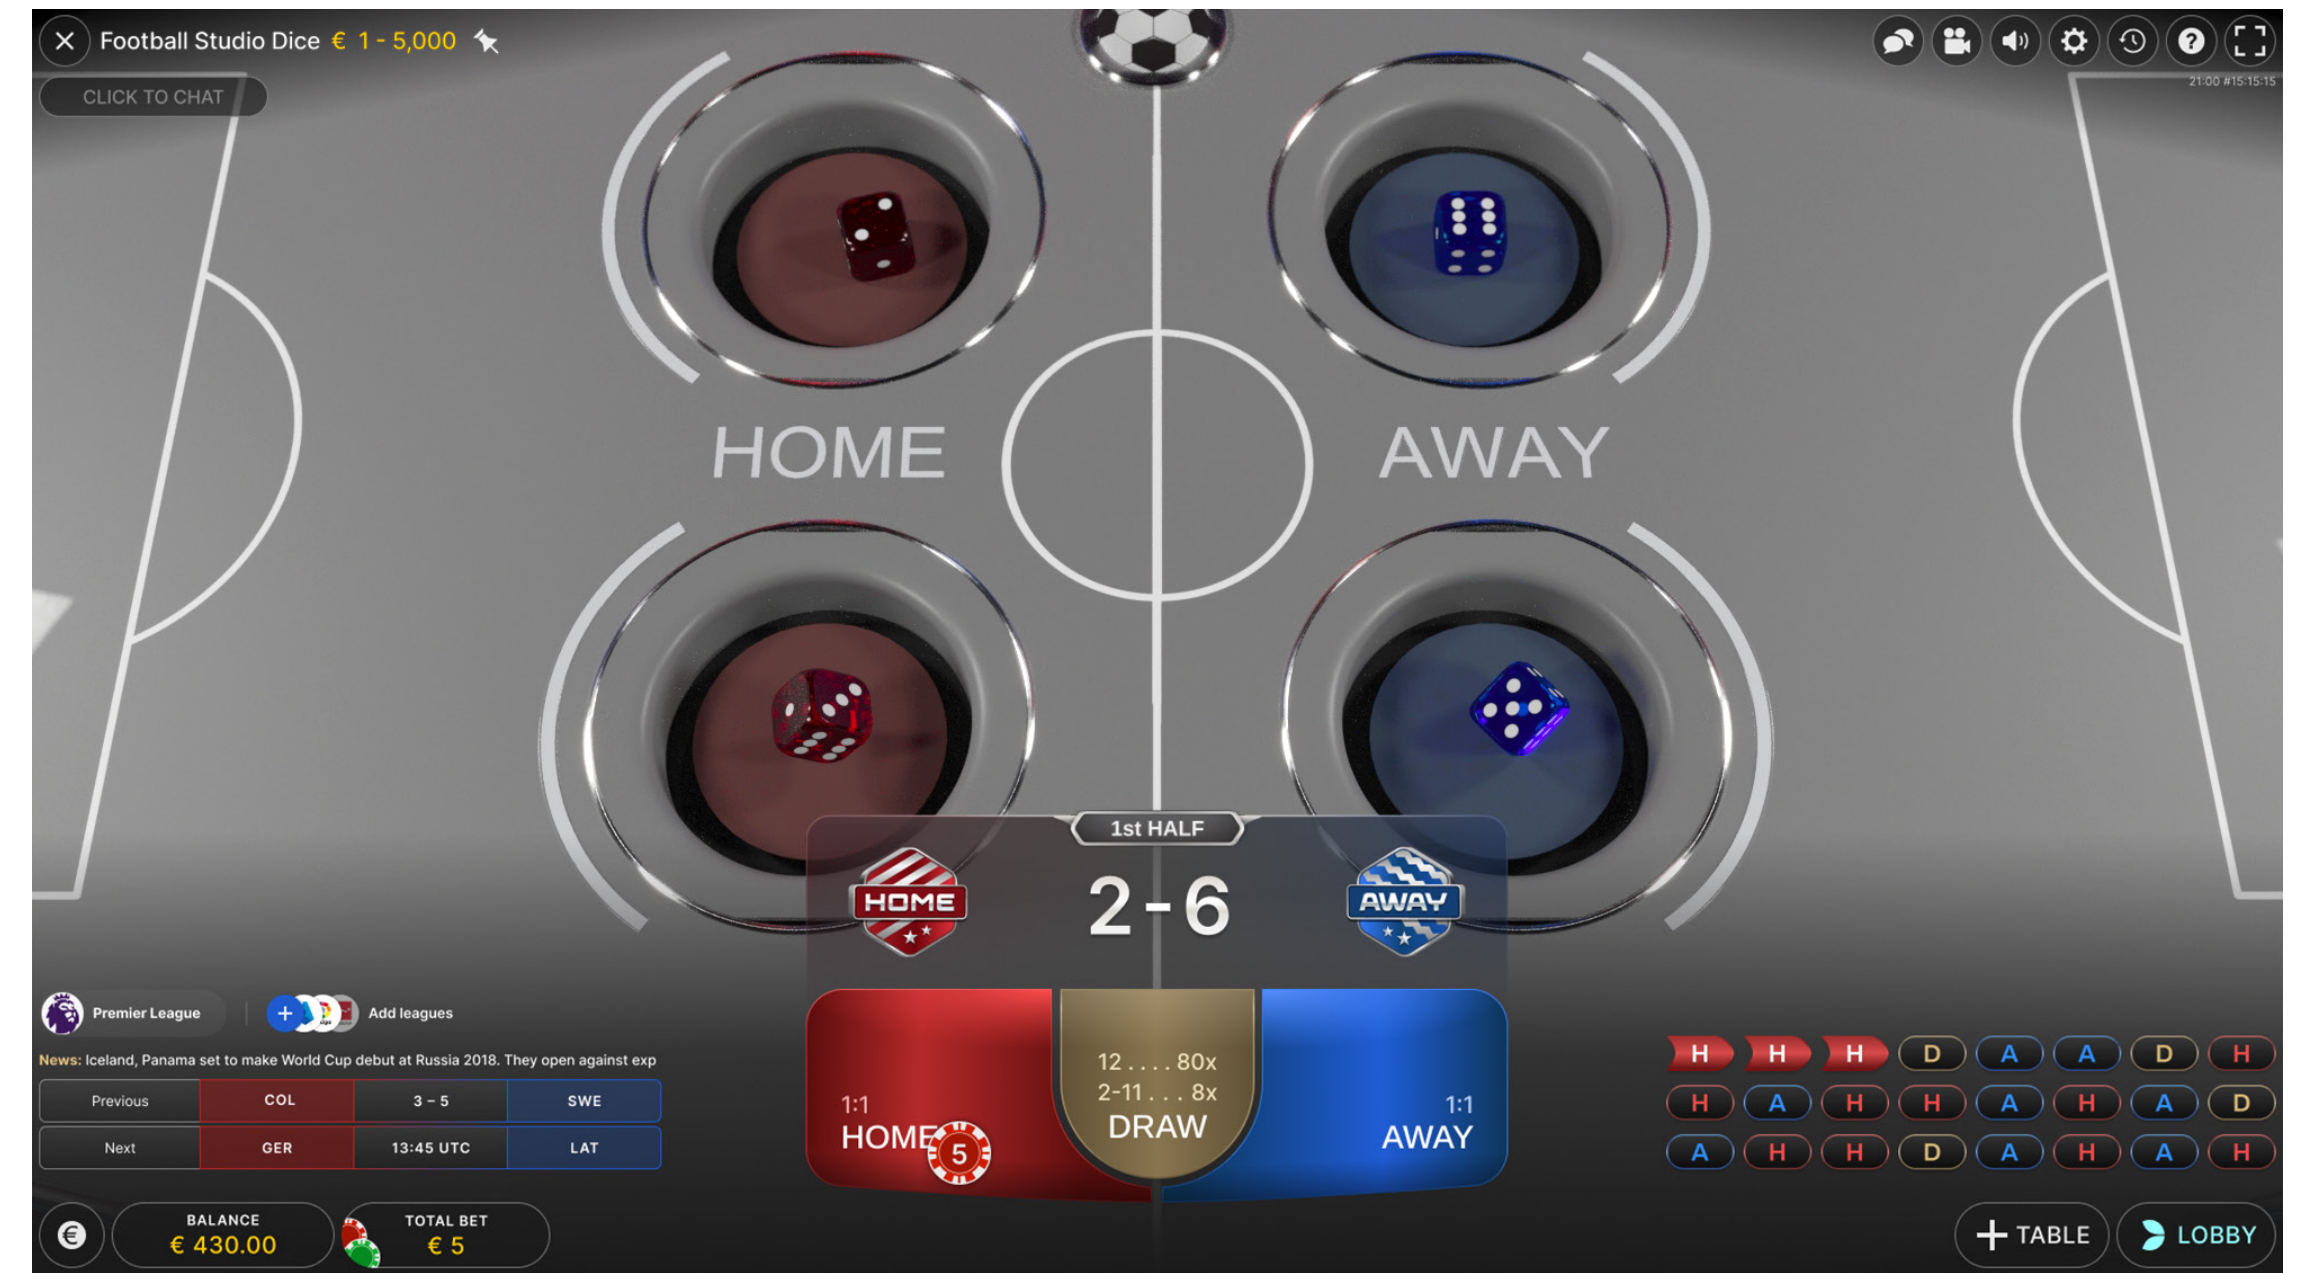 Football Studio Dice € 1 - 5,000
CLICK TO CHAT
21:00 #15:15:15
HOME
AWAY
1st HALF
HOME
2 - 6
AWAY
Premier League
+ Add leagues
News: Iceland, Panama set to make World Cup debut at Russia 2018. They open against exp
Previous COL 3 – 5 SWE
Next GER 13:45 UTC LAT
12 . . . . 80x
2-11 . . . 8x
DRAW
1:1
HOME
5
1:1
AWAY
H H H D A A D H
H A H H A H A D
A H H D A H A H
€
BALANCE
€ 430.00
TOTAL BET
€ 5
+ TABLE
LOBBY